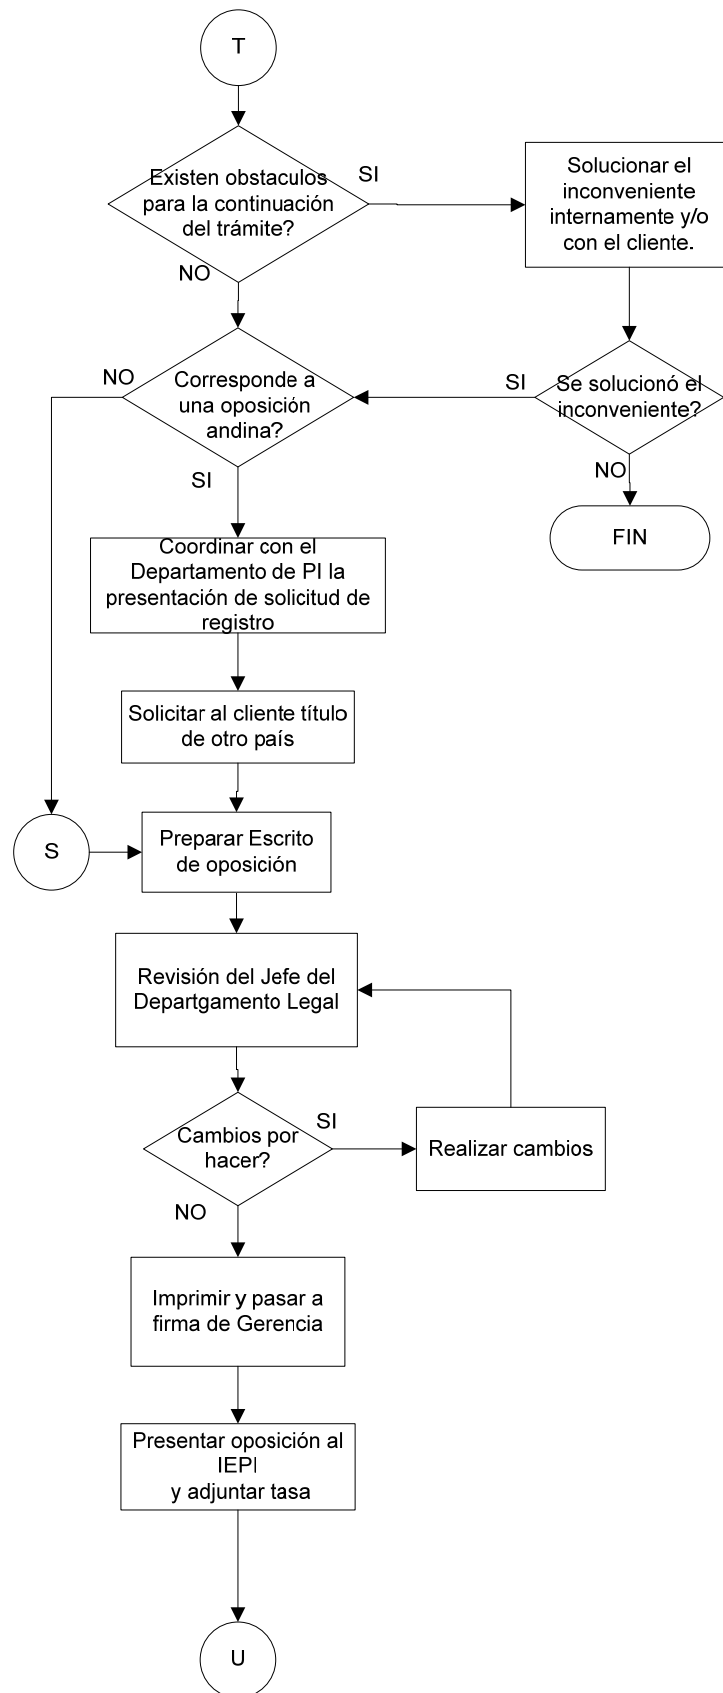 T
Existen obstaculos
para la continuación
del trámite?
SI
Solucionar el
inconveniente
internamente y/o
con el cliente.
NO
NO
Corresponde a
una oposición
andina?
SI
Se solucionó el
inconveniente?
SI
NO
FIN
Coordinar con el
Departamento de PI la
presentación de solicitud de
registro
Solicitar al cliente título
de otro país
S
Preparar Escrito
de oposición
Revisión del Jefe del
Departgamento Legal
Cambios por
hacer?
SI
Realizar cambios
NO
Imprimir y pasar a
firma de Gerencia
Presentar oposición al
IEPI
y adjuntar tasa
U